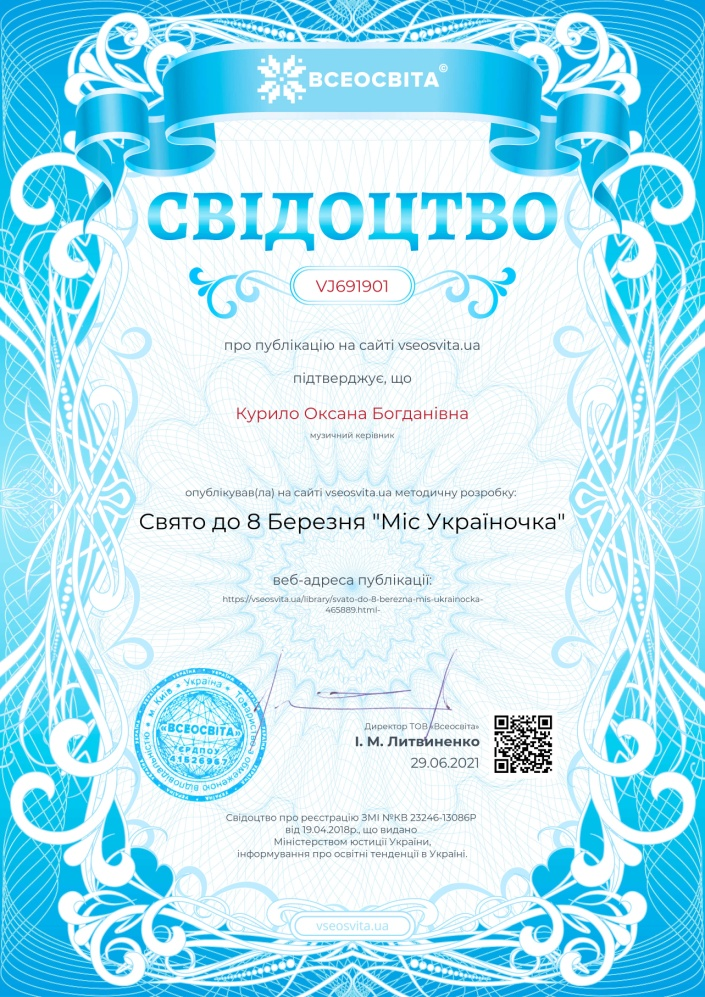 ВСЕОСВІТА©
СВІДОЦТВО
VJ691901
про публікацію на сайті vseosvita.ua
підтверджує, що
Курило Оксана Богданівна
музичний керівник
опублікував(ла) на сайті vseosvita.ua методичну розробку:
Свято до 8 Березня "Міс Україночка"
веб-адреса публікації:
https://vseosvita.ua/library/svato-do-8-berezna-mis-ukrainocka-
465889.html-
м. Київ * Україна * Товариство з обмеженою відповідальністю
«ВСЕОСВІТА»
ЄРДПОУ
41526967
Директор ТОВ «Всеосвіта»
І. М. Литвиненко
29.06.2021
Свідоцтво про реєстрацію ЗМІ №КВ 23246-13086Р
від 19.04.2018р., що видано
Міністерством юстиції України,
інформування про освітні тенденції в Україні.
vseosvita.ua